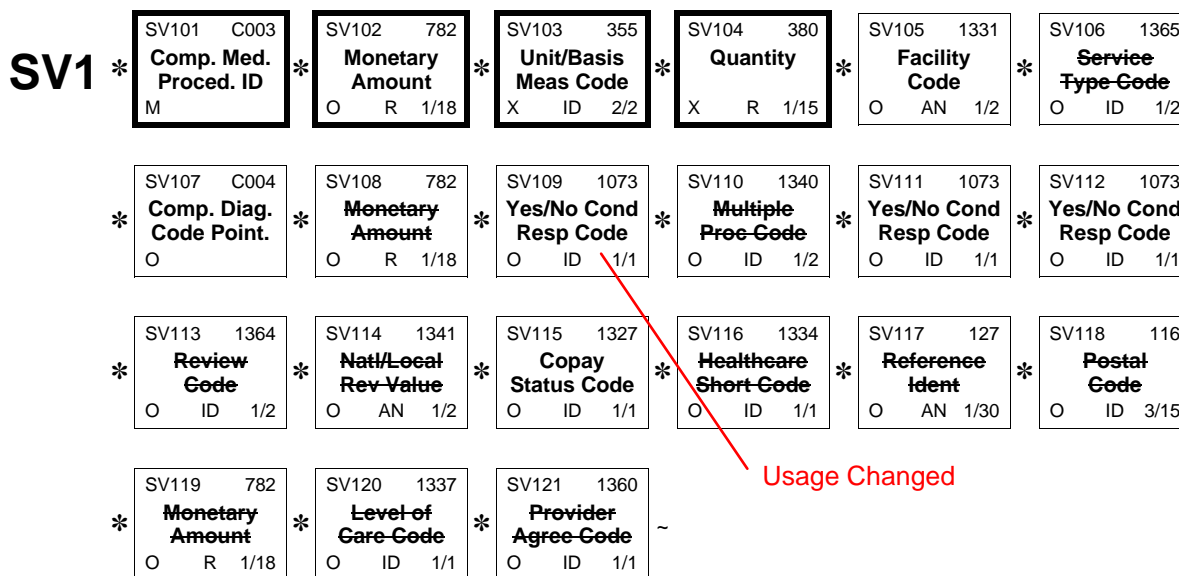 SV101 C003 SV102 782 SV103 355 SV104 380 SV105 1331 SV106 1365
SV1 * Comp. Med. * Monetary * Unit/Basis * Quantity * Facility * Service
Proced. ID Amount Meas Code Code Type Code
M O R 1/18 X ID 2/2 X R 1/15 O AN 1/2 O ID 1/2
SV107 C004 SV108 782 SV109 1073 SV110 1340 SV111 1073 SV112 1073
* Comp. Diag. * Monetary * Yes/No Cond * Multiple * Yes/No Cond * Yes/No Cond
Code Point. Amount Resp Code Proc Code Resp Code Resp Code
O O R 1/18 O ID 1/1 O ID 1/2 O ID 1/1 O ID 1/1
SV113 1364 SV114 1341 SV115 1327 SV116 1334 SV117 127 SV118 116
* Review * Natl/Local * Copay * Healthcare * Reference * Postal
Code Rev Value Status Code Short Code Ident Code
O ID 1/2 O AN 1/2 O ID 1/1 O ID 1/1 O AN 1/30 O ID 3/15
Usage Changed
SV119 782 SV120 1337 SV121 1360
* Monetary * Level of * Provider ~
Amount Care Code Agree Code
O R 1/18 O ID 1/1 O ID 1/1